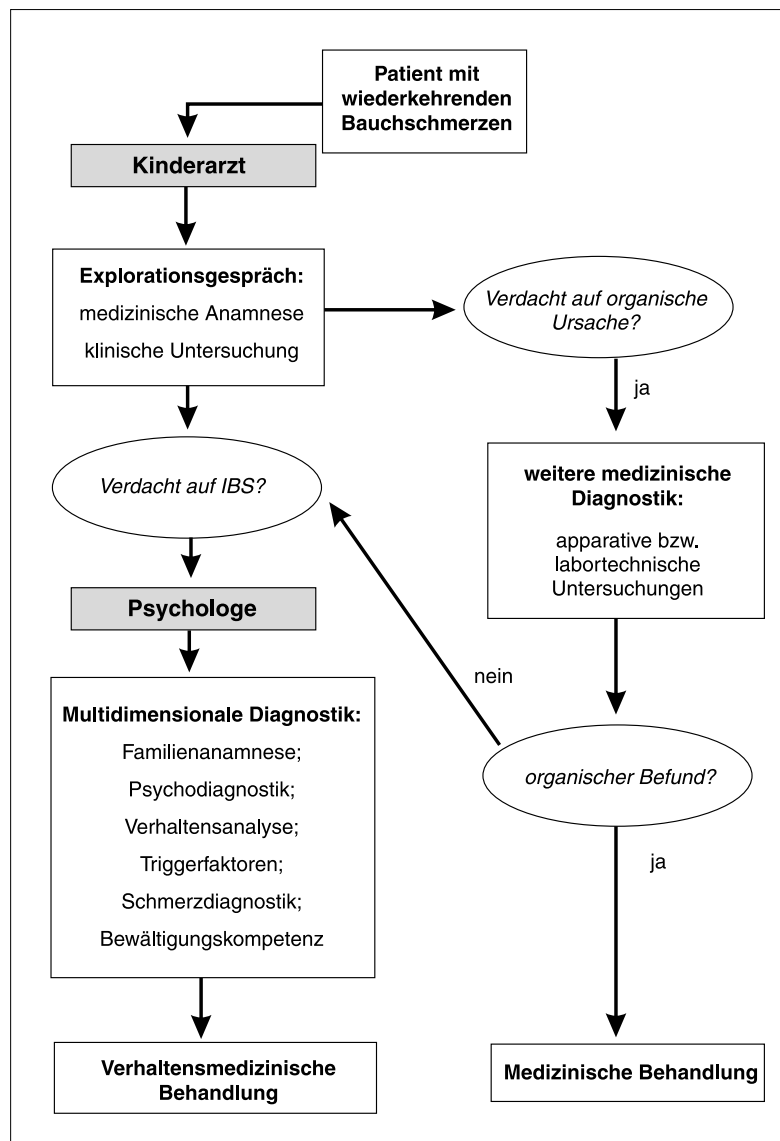 Patient mit
wiederkehrenden
Bauchschmerzen
Kinderarzt
Explorationsgespräch:
medizinische Anamnese
klinische Untersuchung
Verdacht auf organische
Ursache?
ja
Verdacht auf IBS?
weitere medizinische
Diagnostik:
apparative bzw.
labortechnische
Untersuchungen
Psychologe
nein
Multidimensionale Diagnostik:
Familienanamnese;
Psychodiagnostik;
Verhaltensanalyse;
Triggerfaktoren;
Schmerzdiagnostik;
Bewältigungskompetenz
organischer Befund?
ja
Verhaltensmedizinische
Behandlung
Medizinische Behandlung